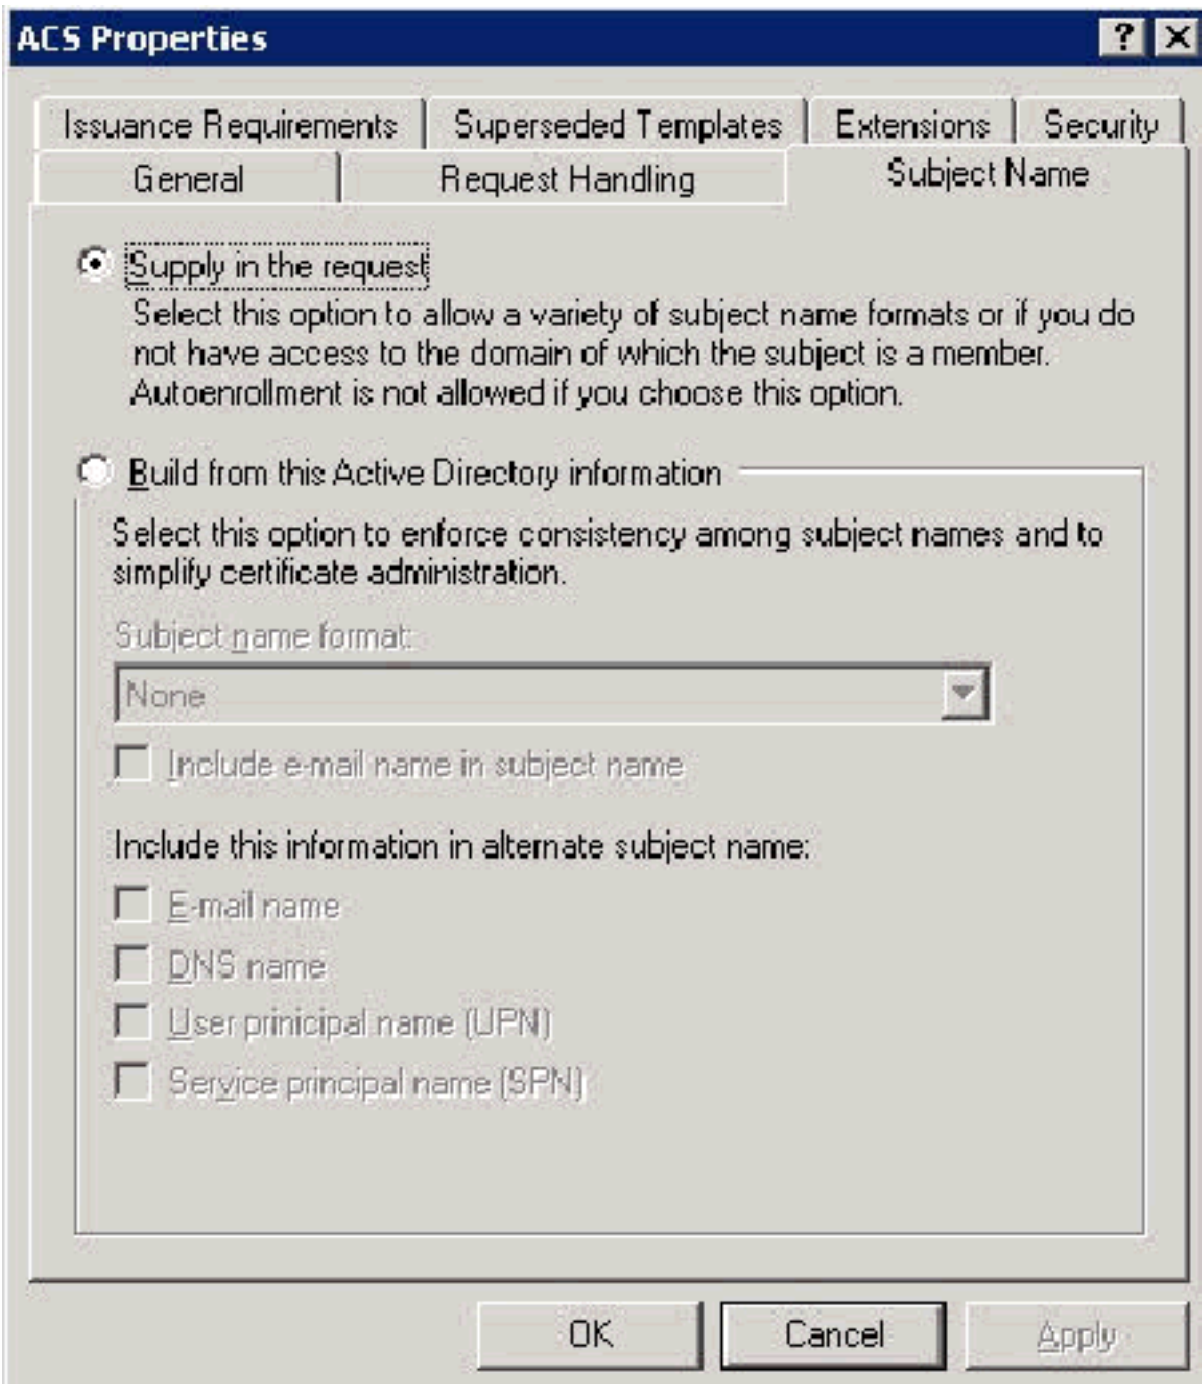 ACS Properties
Issuance Requirements
Superseded Templates
Extensions
Security
General
Request Handling
Subject Name
Supply in the request
Select this option to allow a variety of subject name formats or if you do
not have access to the domain of which the subject is a member.
Autoenrollment is not allowed if you choose this option.
Build from this Active Directory information
Select this option to enforce consistency among subject names and to
simplify certificate administration.
Subject name format:
None
Include e-mail name in subject name
Include this information in alternate subject name:
E-mail name
DNS name
User prinicipal name (UPN)
Service principal name (SPN)
OK
Cancel
Apply